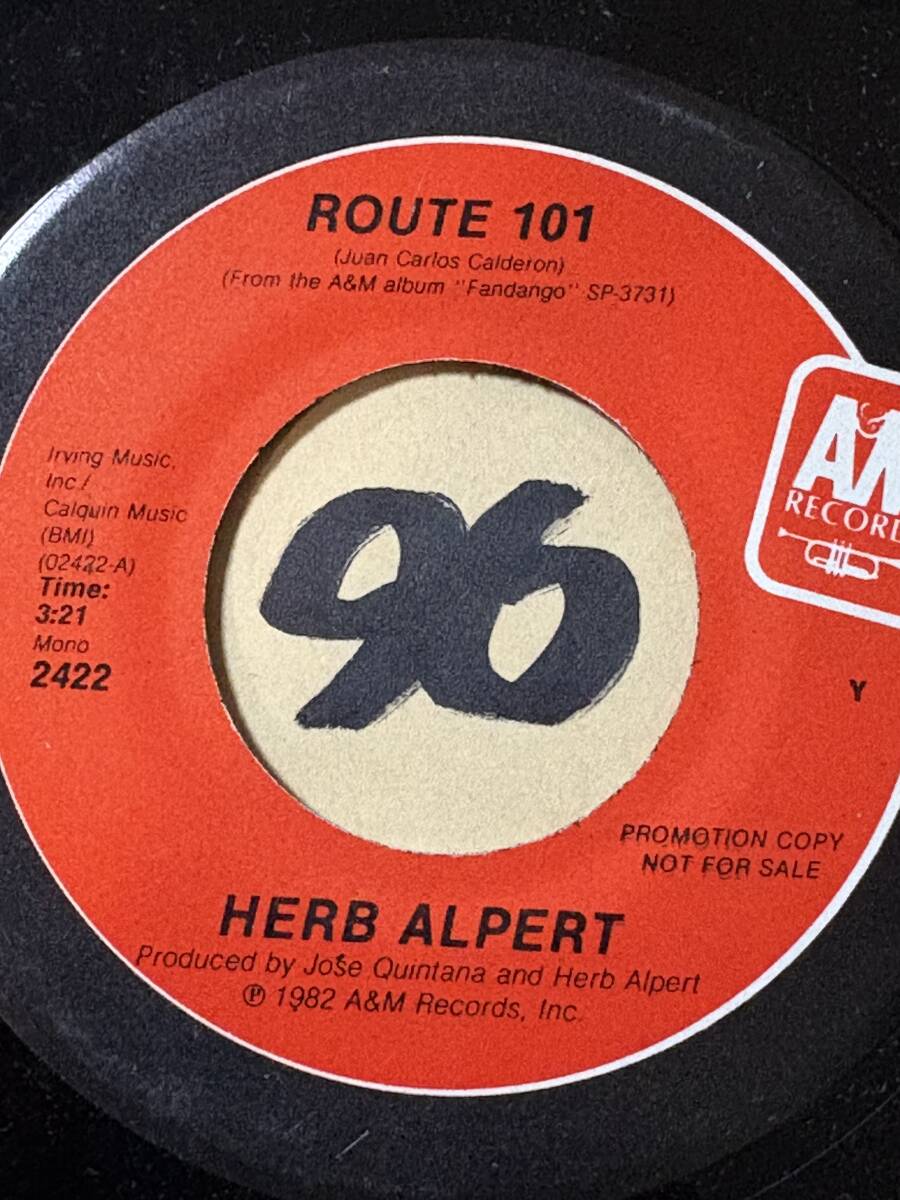 ROUTE 101
(Juan Carlos Calderon)
(From the A&M album "Fandango" SP-3731)
Irving Music,
Inc./
Calquin Music
(BMI)
(02422-A)
Time:
3:21
Mono
2422
96
A&M
RECORDS
Y
PROMOTION COPY
NOT FOR SALE
HERB ALPERT
Produced by Jose Quintana and Herb Alpert
℗ 1982 A&M Records, Inc.